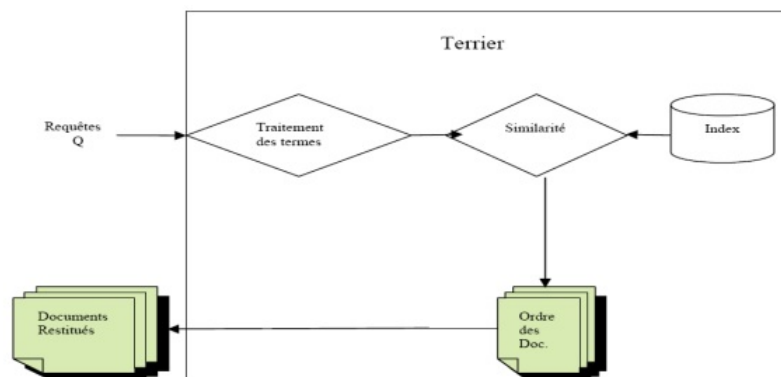 Terrier
Requêtes
Q
Traitement
des termes
Similarité
Index
Documents
Restitués
Ordre
des
Doc.